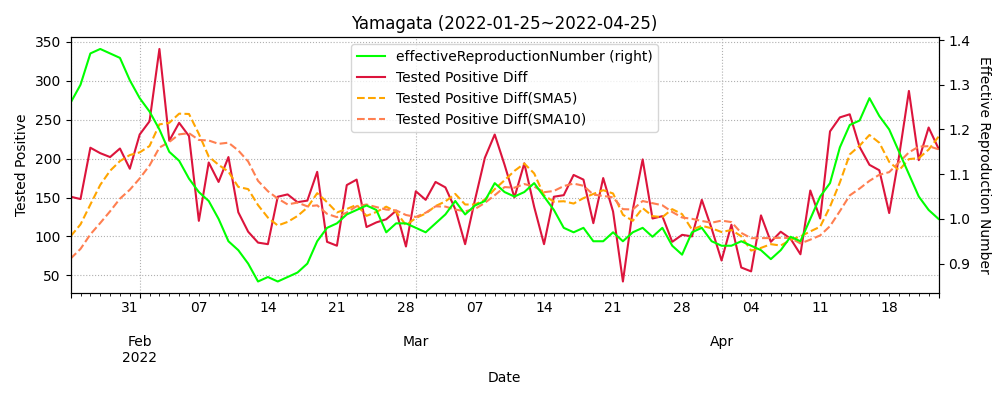 Yamagata (2022-01-25~2022-04-25)
effectiveReproductionNumber (right)
Tested Positive Diff
Tested Positive Diff(SMA5)
Tested Positive Diff(SMA10)
Tested Positive
350
300
250
200
150
100
50
1.4
1.3
1.2
1.1
1.0
0.9
Effective Reproduction Number
31 07 14 21 28 07 14 21 28 04 11 18
Feb Mar Apr
2022
Date